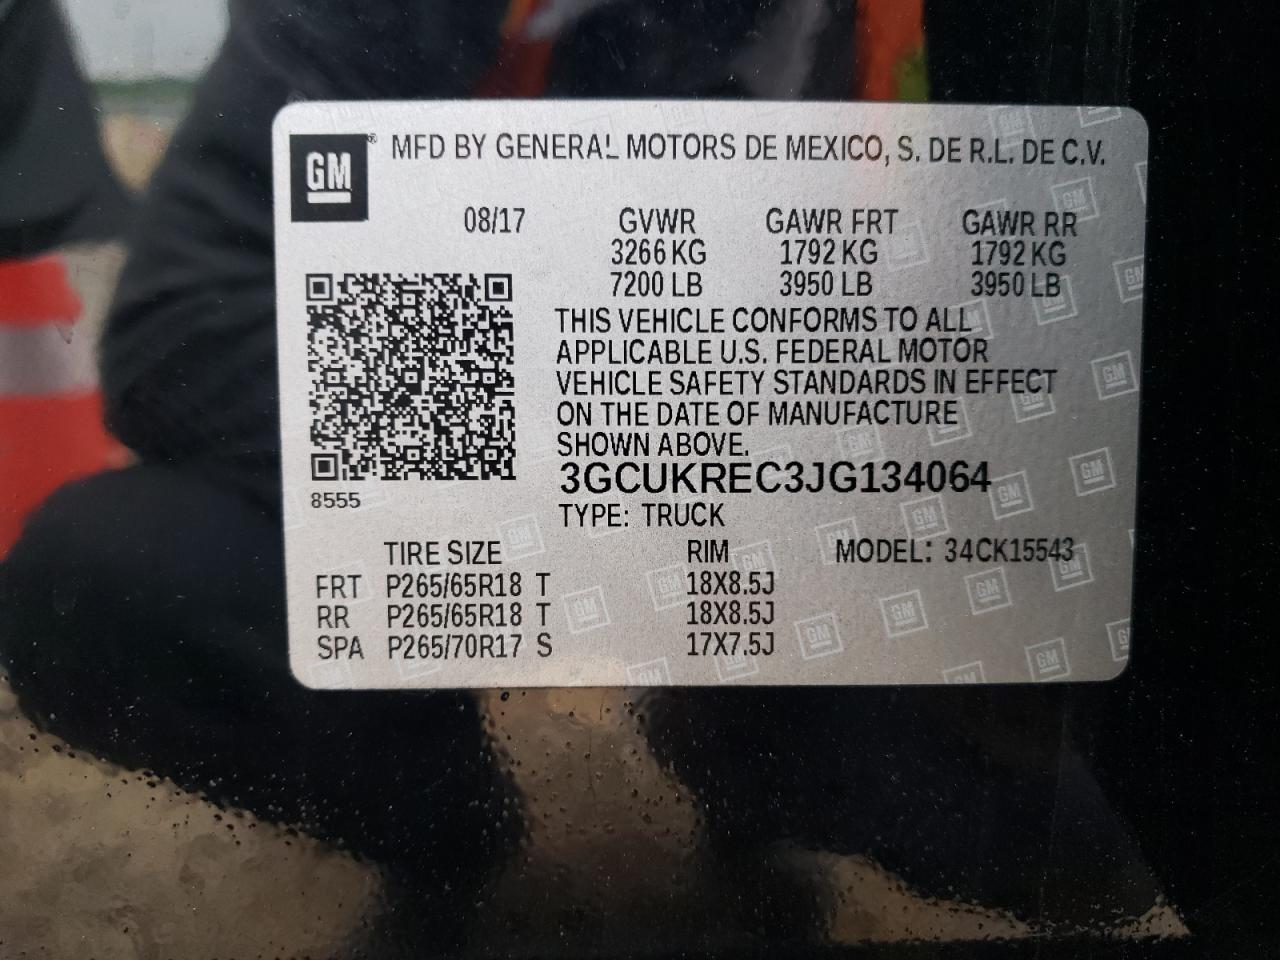 GM ® MFD BY GENERAL MOTORS DE MEXICO, S. DE R.L. DE C.V.
08/17 GVWR GAWR FRT GAWR RR
3266 KG 1792 KG 1792 KG
7200 LB 3950 LB 3950 LB
THIS VEHICLE CONFORMS TO ALL
APPLICABLE U.S. FEDERAL MOTOR
VEHICLE SAFETY STANDARDS IN EFFECT
ON THE DATE OF MANUFACTURE
SHOWN ABOVE.
3GCUKREC3JG134064
8555
TYPE: TRUCK
TIRE SIZE RIM MODEL: 34CK15543
FRT P265/65R18 T 18X8.5J
RR P265/65R18 T 18X8.5J
SPA P265/70R17 S 17X7.5J